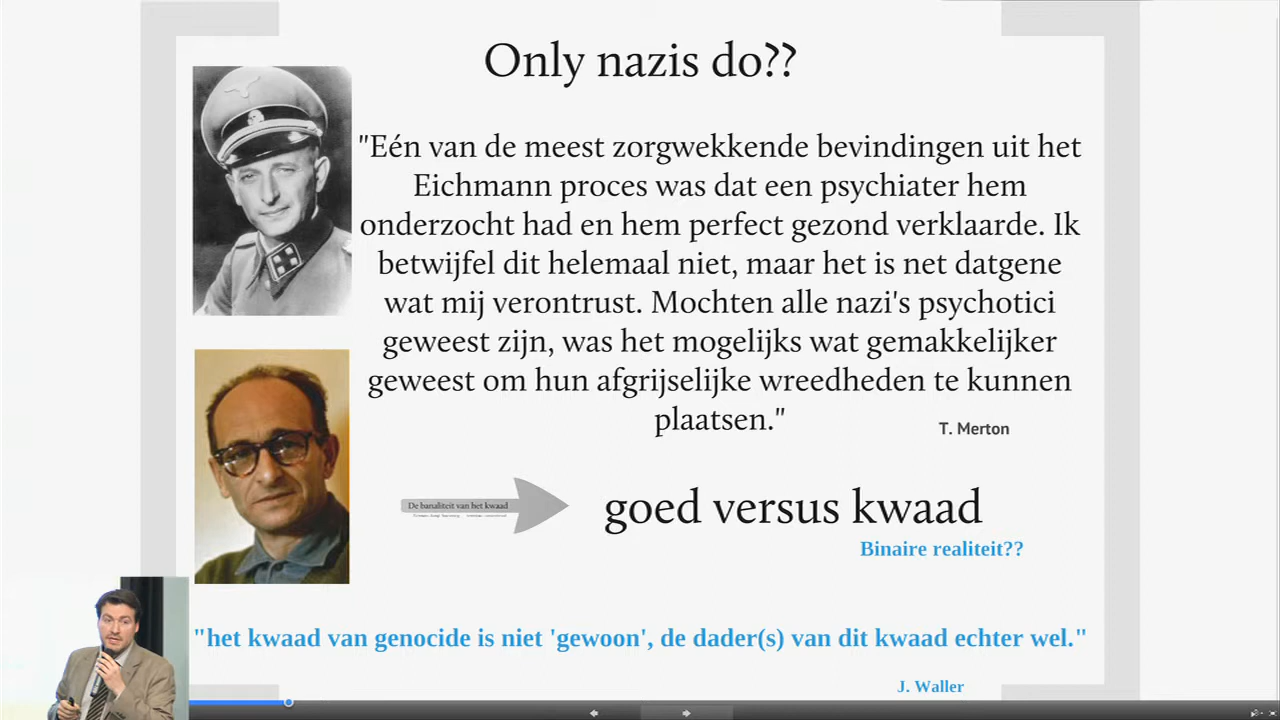 Only nazis do??
"Eén van de meest zorgwekkende bevindingen uit het
Eichmann proces was dat een psychiater hem
onderzocht had en hem perfect gezond verklaarde. Ik
betwijfel dit helemaal niet, maar het is net datgene
wat mij verontrust. Mochten alle nazi's psychotici
geweest zijn, was het mogelijks wat gemakkelijker
geweest om hun afgrijselijke wreedheden te kunnen
plaatsen."
T. Merton
De banaliteit van het kwaad
goed versus kwaad
Binaire realiteit??
"het kwaad van genocide is niet 'gewoon', de dader(s) van dit kwaad echter wel."
J. Waller